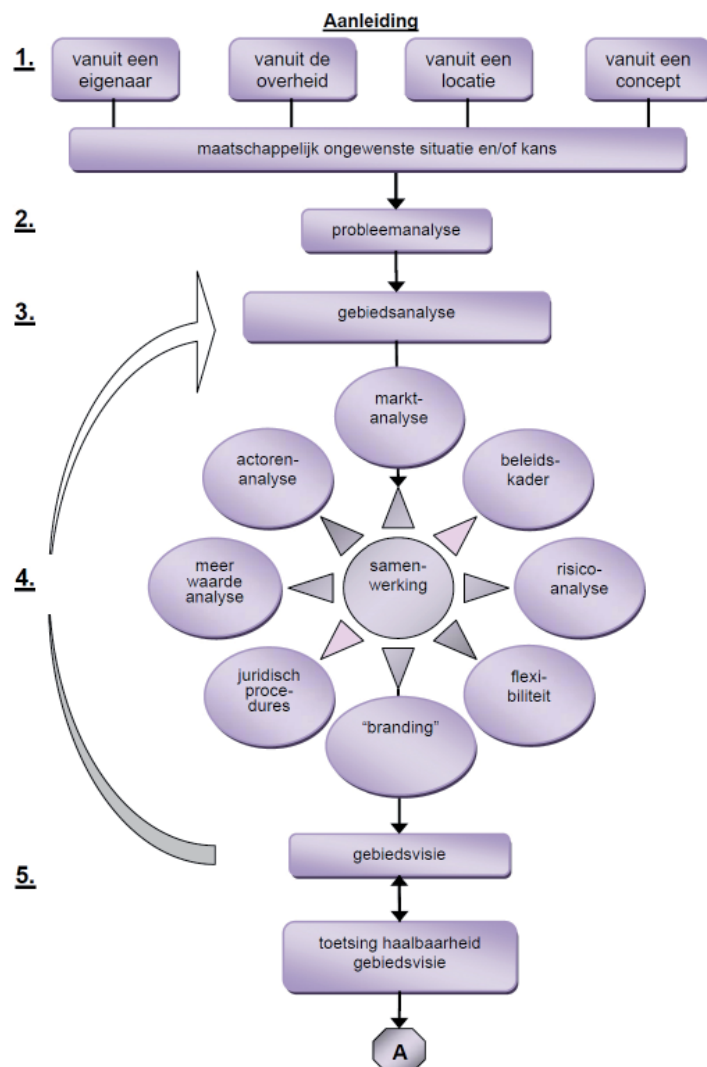 Aanleiding
1.
vanuit een
eigenaar
vanuit de
overheid
vanuit een
locatie
vanuit een
concept
maatschappelijk ongewenste situatie en/of kans
2.
probleemanalyse
3.
gebiedsanalyse
markt-
analyse
actoren-
analyse
beleids-
kader
4.
meer
waarde
analyse
samen-
werking
risico-
analyse
juridisch
proce-
dures
flexi-
biliteit
“branding”
5.
gebiedsvisie
toetsing haalbaarheid
gebiedsvisie
A